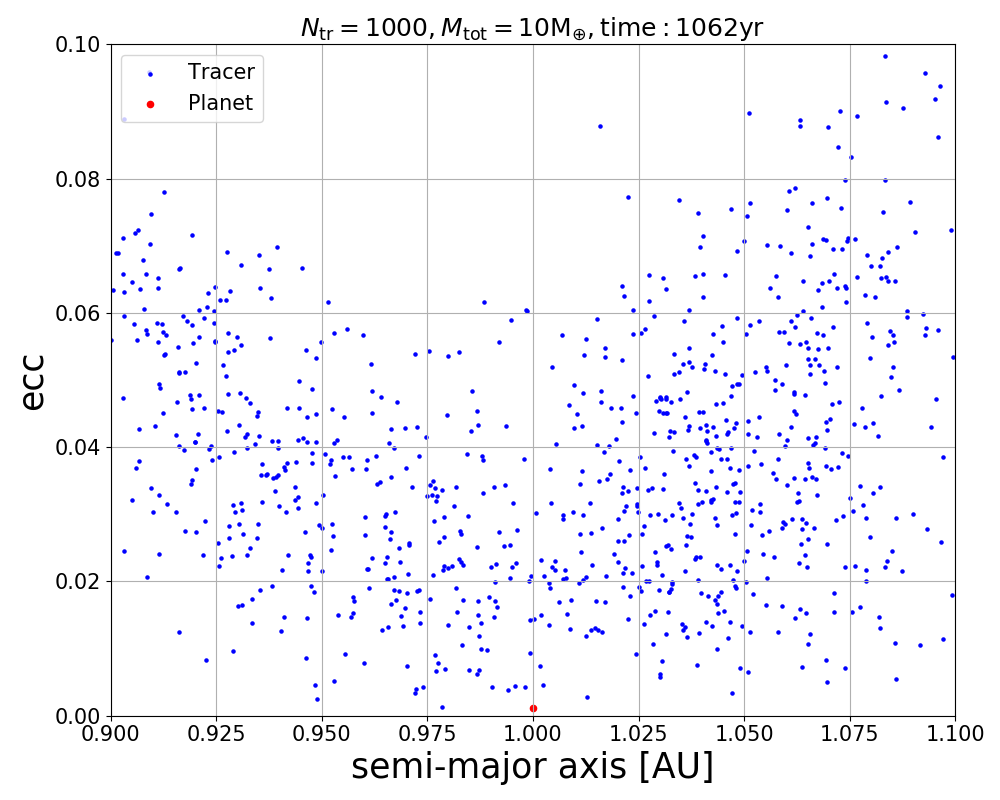 N_tr = 1000, M_tot = 10M_⊕, time : 1062yr
0.10
Tracer
Planet
0.08
0.06
ecc
0.04
0.02
0.00
0.900 0.925 0.950 0.975 1.000 1.025 1.050 1.075 1.100
semi-major axis [AU]